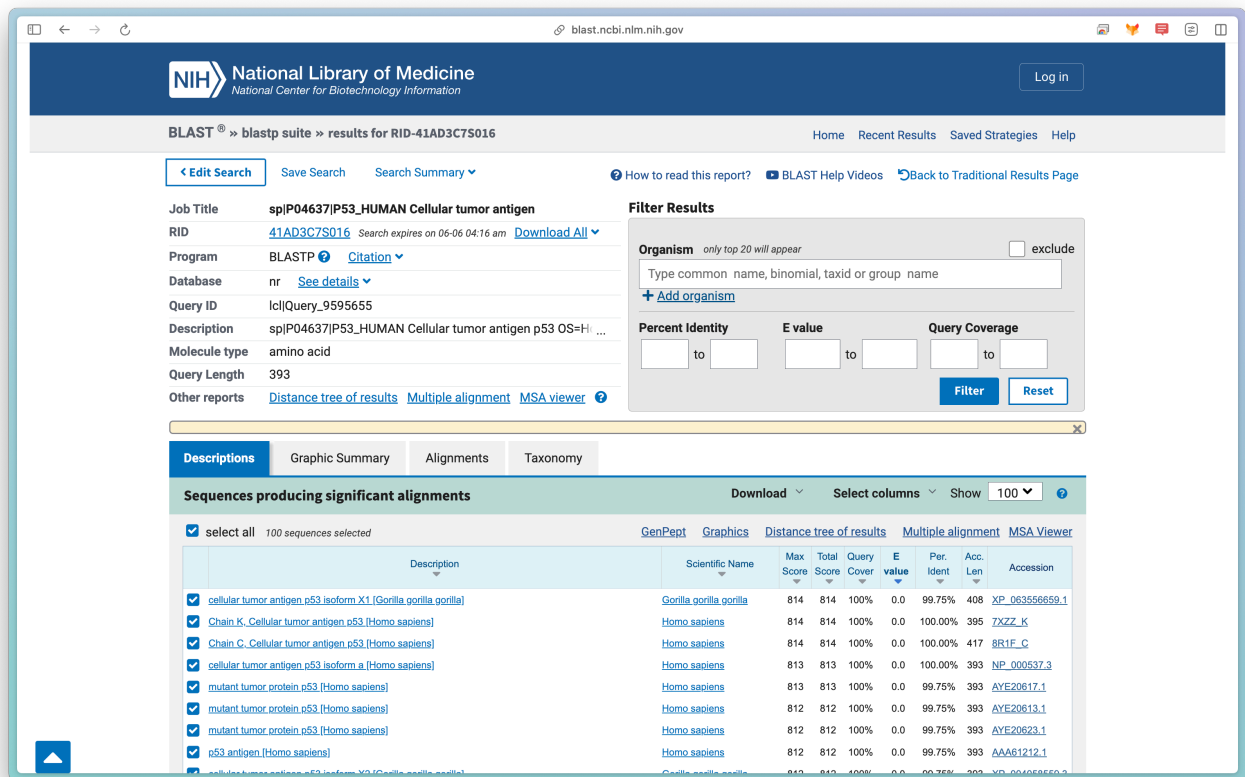 blast.ncbi.nlm.nih.gov
NIH National Library of Medicine
National Center for Biotechnology Information
Log in
BLAST ® » blastp suite » results for RID-41AD3C7S016
Home Recent Results Saved Strategies Help
Edit Search Save Search Search Summary
How to read this report? BLAST Help Videos Back to Traditional Results Page
Job Title sp|P04637|P53_HUMAN Cellular tumor antigen
RID 41AD3C7S016 Search expires on 06-06 04:16 am Download All
Program BLASTP ? Citation
Database nr See details
Query ID lcl|Query_9595655
Description sp|P04637|P53_HUMAN Cellular tumor antigen p53 OS=H ...
Molecule type amino acid
Query Length 393
Other reports Distance tree of results Multiple alignment MSA viewer ?
Filter Results
Organism only top 20 will appear exclude
Type common name, binomial, taxid or group name
+ Add organism
Percent Identity E value Query Coverage
to to to
Filter Reset
Descriptions Graphic Summary Alignments Taxonomy
Sequences producing significant alignments Download Select columns Show 100 ?
select all 100 sequences selected GenPept Graphics Distance tree of results Multiple alignment MSA Viewer
Description Scientific Name Max Score Total Score Query Cover E value Per. Ident Acc. Len Accession
cellular tumor antigen p53 isoform X1 [Gorilla gorilla gorilla] Gorilla gorilla gorilla 814 814 100% 0.0 99.75% 408 XP_063556659.1
Chain K, Cellular tumor antigen p53 [Homo sapiens] Homo sapiens 814 814 100% 0.0 100.00% 395 7XZZ_K
Chain C, Cellular tumor antigen p53 [Homo sapiens] Homo sapiens 814 814 100% 0.0 100.00% 417 8R1F_C
cellular tumor antigen p53 isoform a [Homo sapiens] Homo sapiens 813 813 100% 0.0 100.00% 393 NP_000537.3
mutant tumor protein p53 [Homo sapiens] Homo sapiens 813 813 100% 0.0 99.75% 393 AYE20617.1
mutant tumor protein p53 [Homo sapiens] Homo sapiens 812 812 100% 0.0 99.75% 393 AYE20613.1
mutant tumor protein p53 [Homo sapiens] Homo sapiens 812 812 100% 0.0 99.75% 393 AYE20623.1
p53 antigen [Homo sapiens] Homo sapiens 812 812 100% 0.0 99.75% 393 AAA61212.1